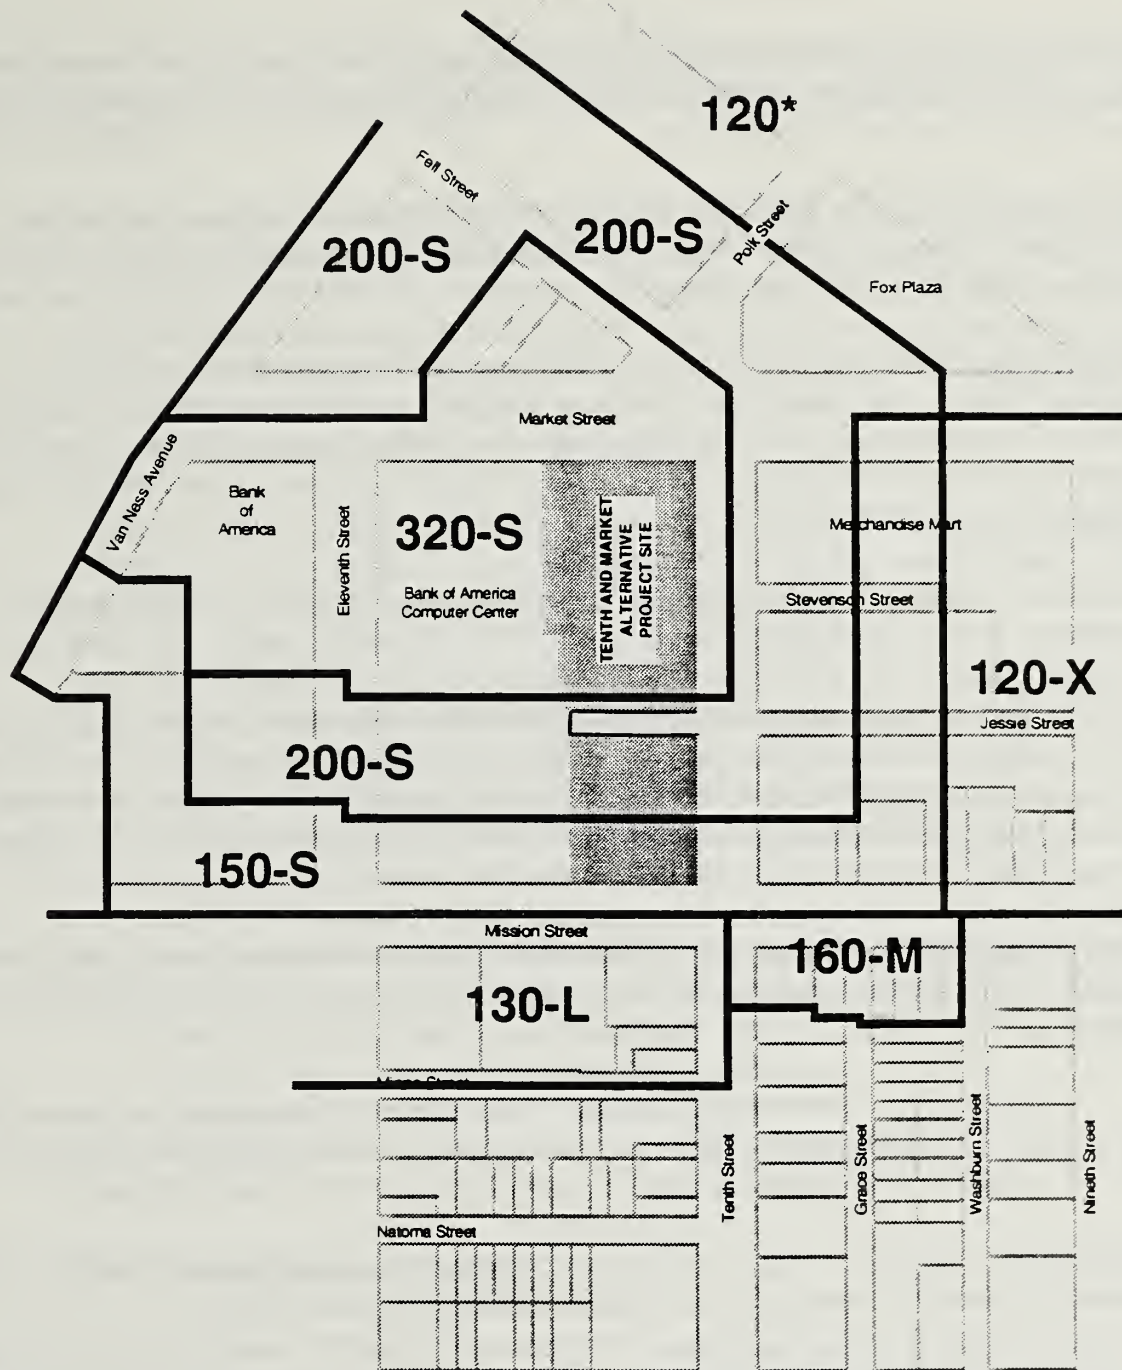 120*
Fell Street
200-S
200-S
Polk Street
Fox Plaza
Market Street
Van Ness Avenue
Bank
of
America
Eleventh Street
320-S
Bank of America
Computer Center
TENTH AND MARKET
ALTERNATIVE
PROJECT SITE
Merchandise Mart
Stevenson Street
120-X
Jessie Street
200-S
150-S
Mission Street
160-M
130-L
Street
Tenth Street
Grace Street
Washburn Street
Nineth Street
Natoma Street